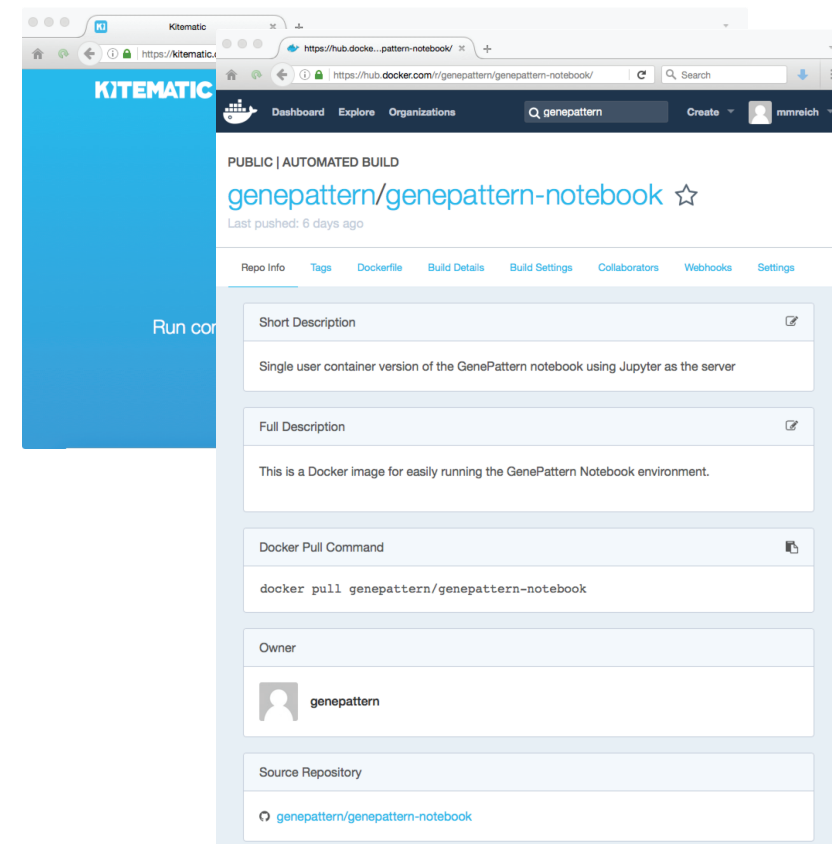 Kitematic
https://kitematic.
KITEMATIC
Run con
https://hub.docke...pattern-notebook/
https://hub.docker.com/r/genepattern/genepattern-notebook/
Search
Dashboard Explore Organizations genepattern Create mmreich
PUBLIC | AUTOMATED BUILD
genepattern/genepattern-notebook
Last pushed: 6 days ago
Repo Info Tags Dockerfile Build Details Build Settings Collaborators Webhooks Settings
Short Description
Single user container version of the GenePattern notebook using Jupyter as the server
Full Description
This is a Docker image for easily running the GenePattern Notebook environment.
Docker Pull Command
docker pull genepattern/genepattern-notebook
Owner
genepattern
Source Repository
genepattern/genepattern-notebook